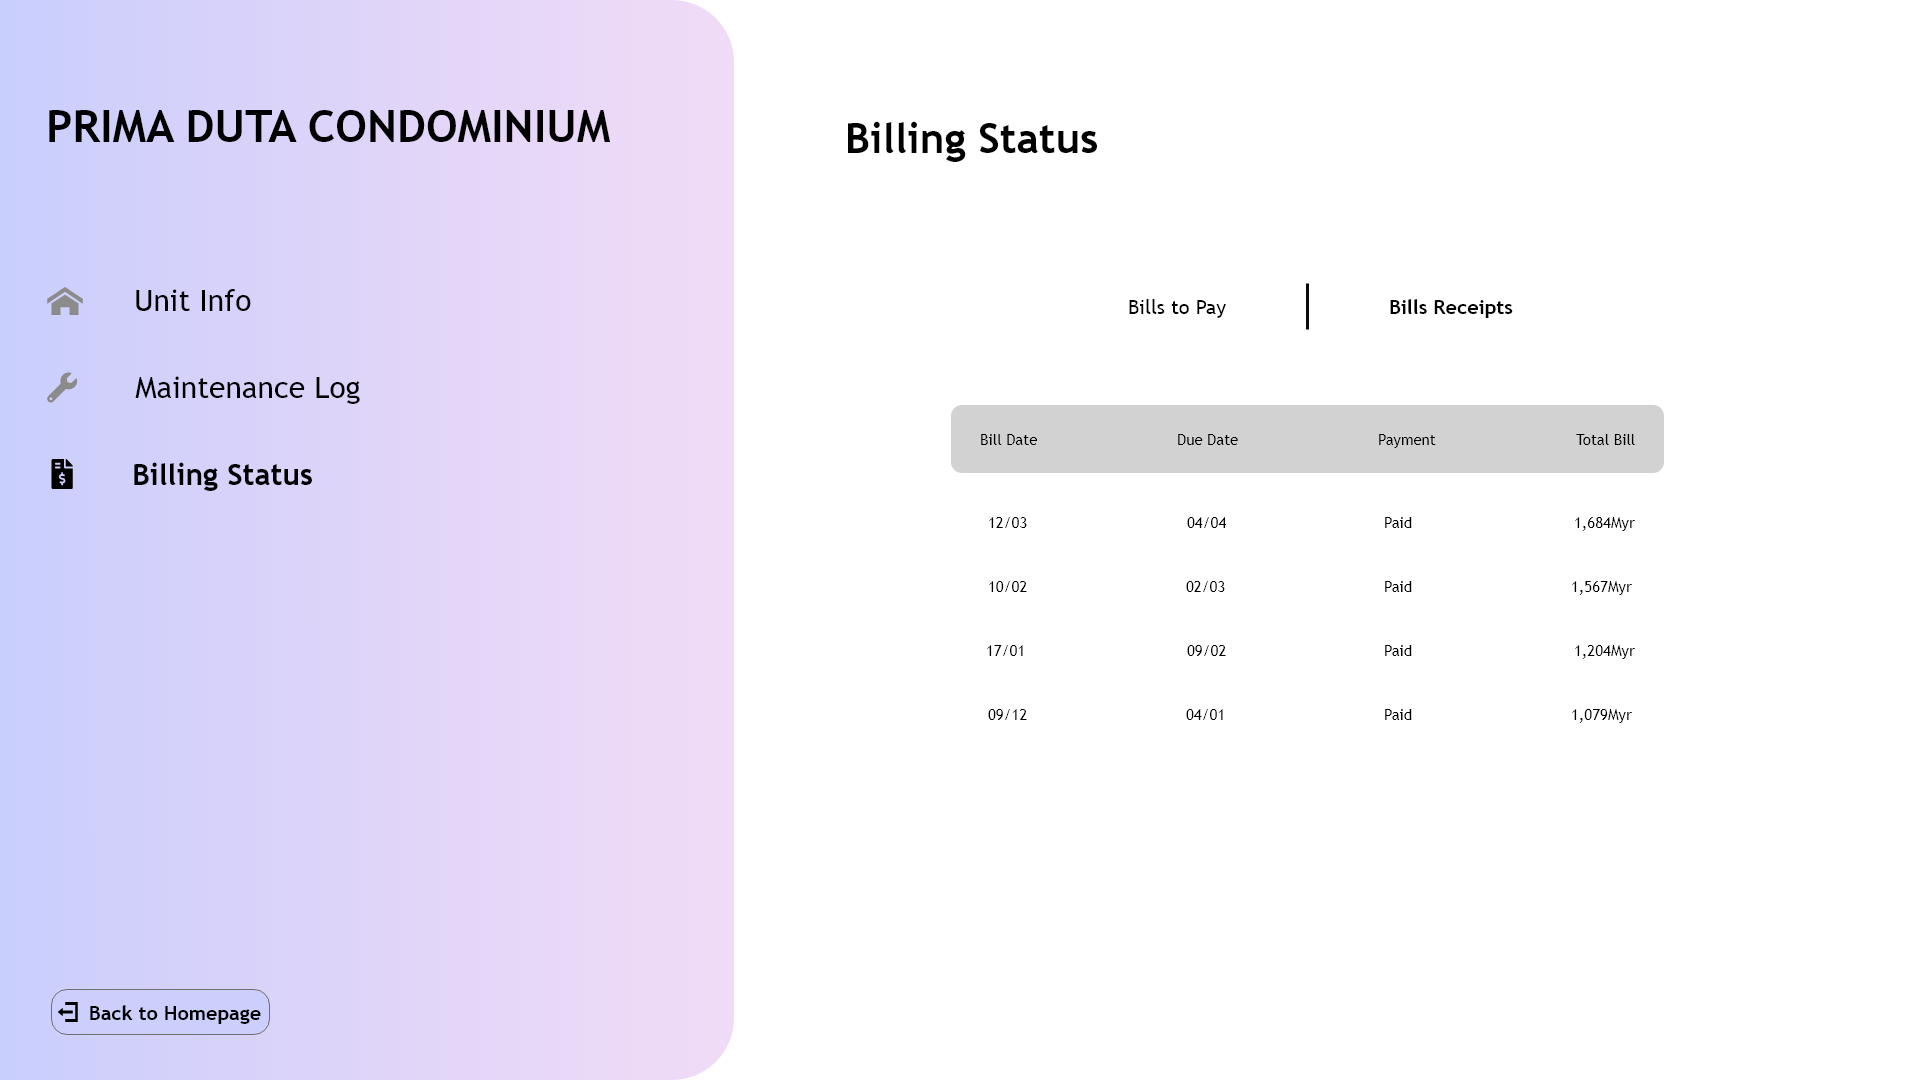 PRIMA DUTA CONDOMINIUM
Unit Info
Maintenance Log
Billing Status
Back to Homepage
Billing Status
Bills to Pay Bills Receipts
Bill Date Due Date Payment Total Bill
12/03 04/04 Paid 1,684Myr
10/02 02/03 Paid 1,567Myr
17/01 09/02 Paid 1,204Myr
09/12 04/01 Paid 1,079Myr